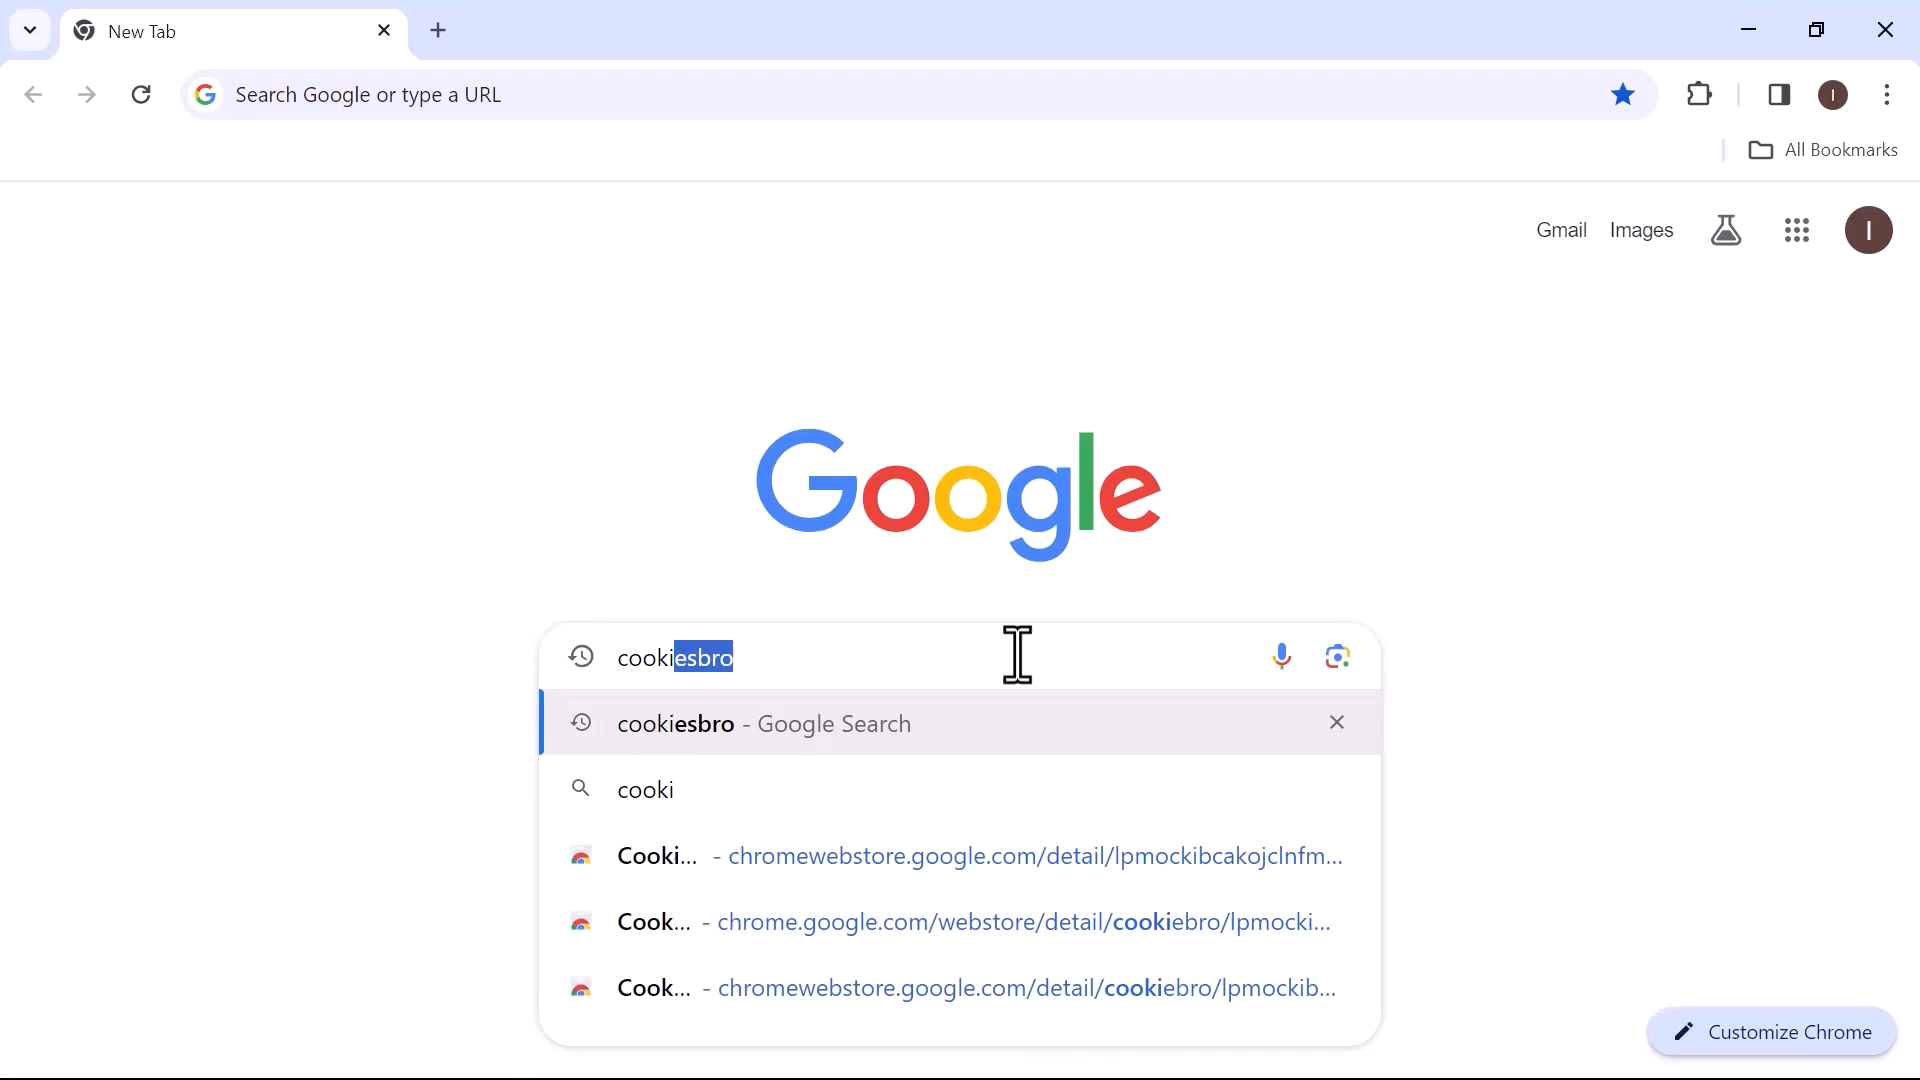 New Tab
Search Google or type a URL
All Bookmarks
Gmail Images
I
I
Google
cookiesbro
cookiesbro - Google Search
cooki
Cooki... - chromewebstore.google.com/detail/lpmockibcakojclnfm...
Cook... - chrome.google.com/webstore/detail/cookiebro/lpmocki...
Cook... - chromewebstore.google.com/detail/cookiebro/lpmockib...
Customize Chrome